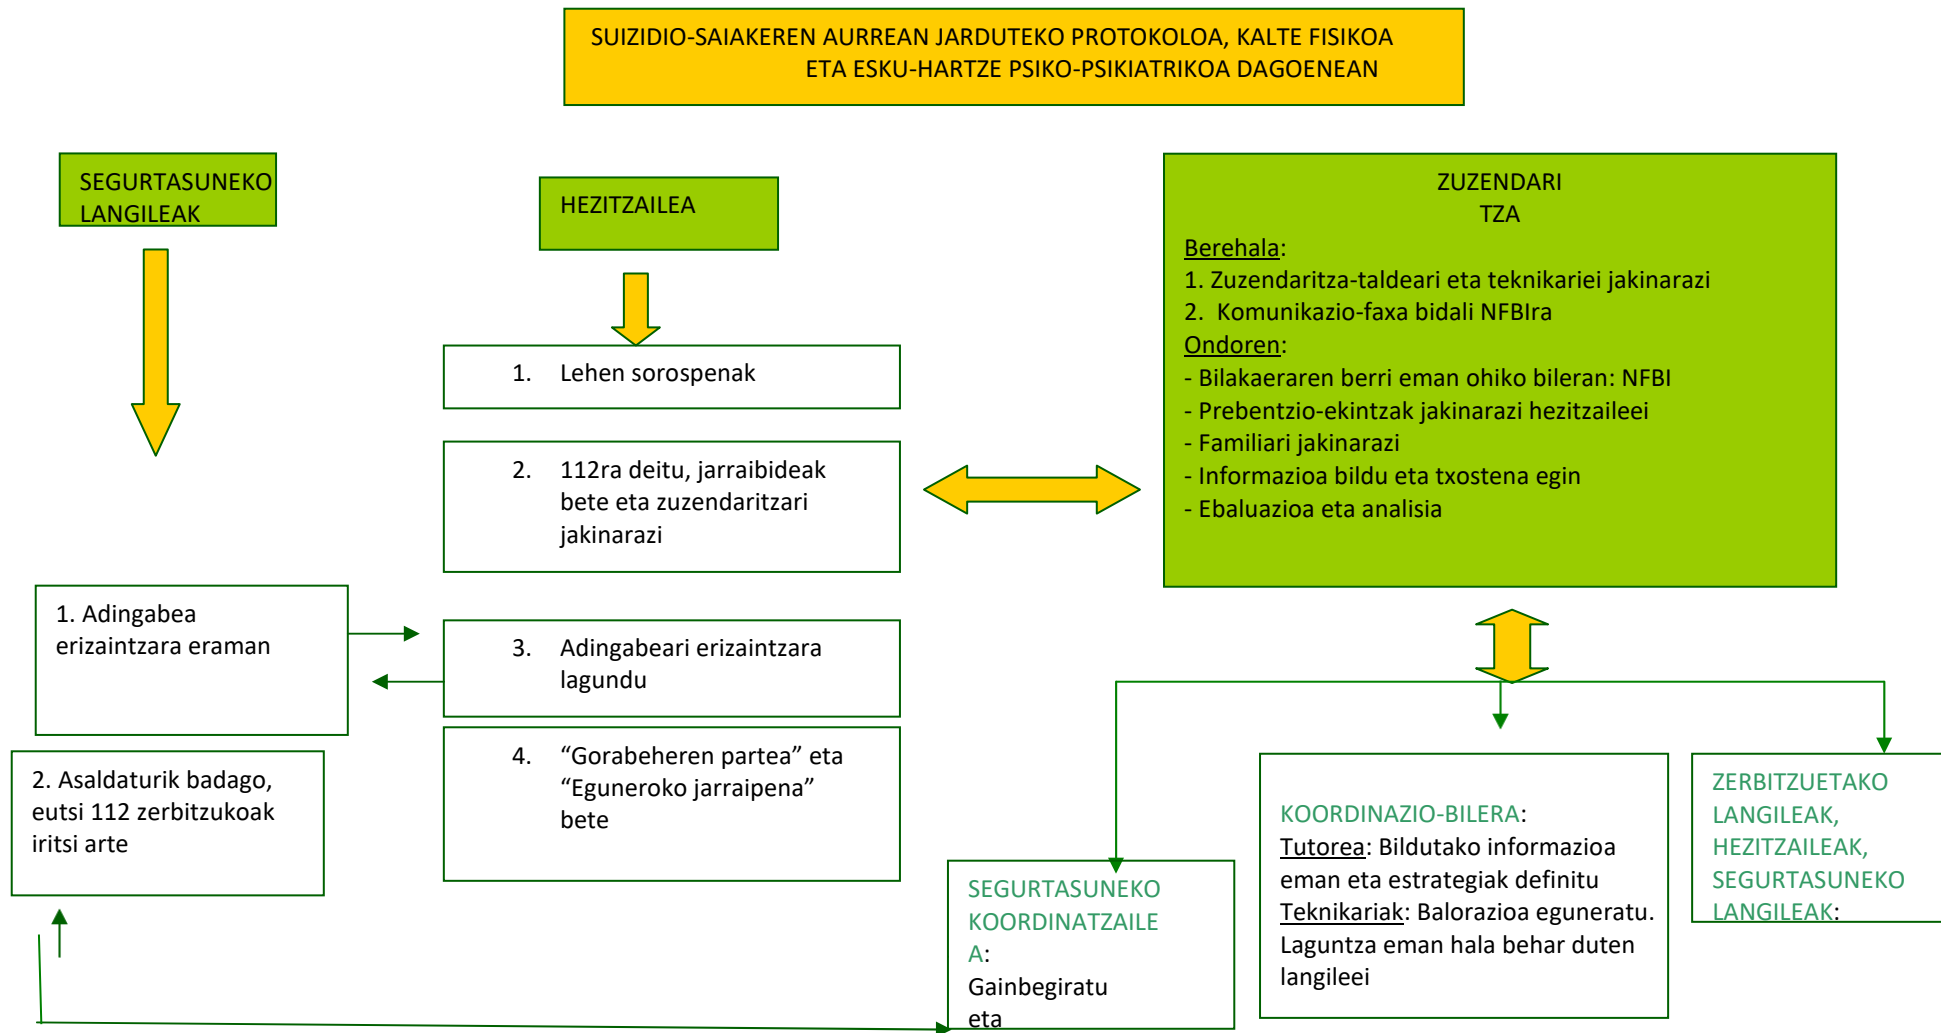 SUIZIDIO-SAIAKEREN AURREAN JARDUTEKO PROTOKOLOA, KALTE FISIKOA
ETA ESKU-HARTZE PSIKO-PSIKIATRIKOA DAGOENEAN
SEGURTASUNEKO
LANGILEAK
HEZITZAILEA
ZUZENDARI
TZA
Berehala:
1. Zuzendaritza-taldeari eta teknikariei jakinarazi
2. Komunikazio-faxa bidali NFBIra
Ondoren:
- Bilakaeraren berri eman ohiko bileran: NFBI
- Prebentzio-ekintzak jakinarazi hezitzaileei
- Familiari jakinarazi
- Informazioa bildu eta txostena egin
- Ebaluazioa eta analisia
1. Lehen sorospenak
2. 112ra deitu, jarraibideak
bete eta zuzendaritzari
jakinarazi
1. Adingabea
erizaintzara eraman
3. Adingabeari erizaintzara
lagundu
2. Asaldaturik badago,
eutsi 112 zerbitzukoak
iritsi arte
4. “Gorabeheren partea” eta
“Eguneroko jarraipena”
bete
SEGURTASUNEKO
KOORDINATZAILE
A:
Gainbegiratu
eta
KOORDINAZIO-BILERA:
Tutorea: Bildutako informazioa
eman eta estrategiak definitu
Teknikariak: Balorazioa eguneratu.
Laguntza eman hala behar duten
langileei
ZERBITZUETAKO
LANGILEAK,
HEZITZAILEAK,
SEGURTASUNEKO
LANGILEAK: